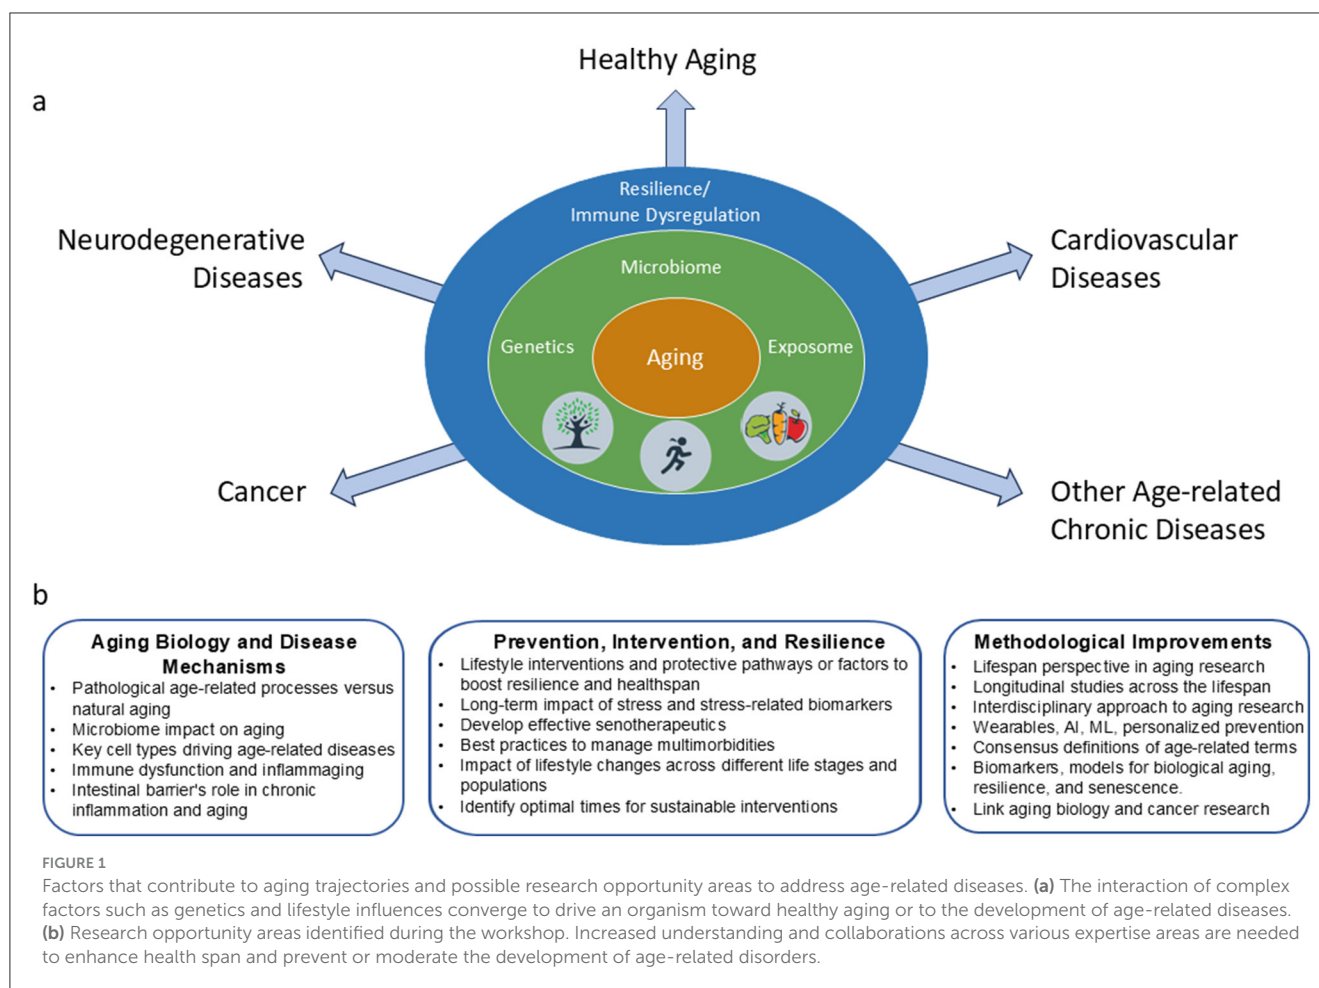 Healthy Aging
a
Resilience/
Immune Dysregulation
Neurodegenerative
Diseases
Cardiovascular
Diseases
Microbiome
Genetics
Aging
Exposome
Cancer
Other Age-related
Chronic Diseases
b
Aging Biology and Disease
Mechanisms
• Pathological age-related processes versus
natural aging
• Microbiome impact on aging
• Key cell types driving age-related diseases
• Immune dysfunction and inflammaging
• Intestinal barrier's role in chronic
inflammation and aging
Prevention, Intervention, and Resilience
• Lifestyle interventions and protective pathways or factors to
boost resilience and healthspan
• Long-term impact of stress and stress-related biomarkers
• Develop effective senotherapeutics
• Best practices to manage multimorbidities
• Impact of lifestyle changes across different life stages and
populations
• Identify optimal times for sustainable interventions
Methodological Improvements
• Lifespan perspective in aging research
• Longitudinal studies across the lifespan
• Interdisciplinary approach to aging research
• Wearables, AI, ML, personalized prevention
• Consensus definitions of age-related terms
• Biomarkers, models for biological aging,
resilience, and senescence.
• Link aging biology and cancer research
FIGURE 1
Factors that contribute to aging trajectories and possible research opportunity areas to address age-related diseases. (a) The interaction of complex
factors such as genetics and lifestyle influences converge to drive an organism toward healthy aging or to the development of age-related diseases.
(b) Research opportunity areas identified during the workshop. Increased understanding and collaborations across various expertise areas are needed
to enhance health span and prevent or moderate the development of age-related disorders.